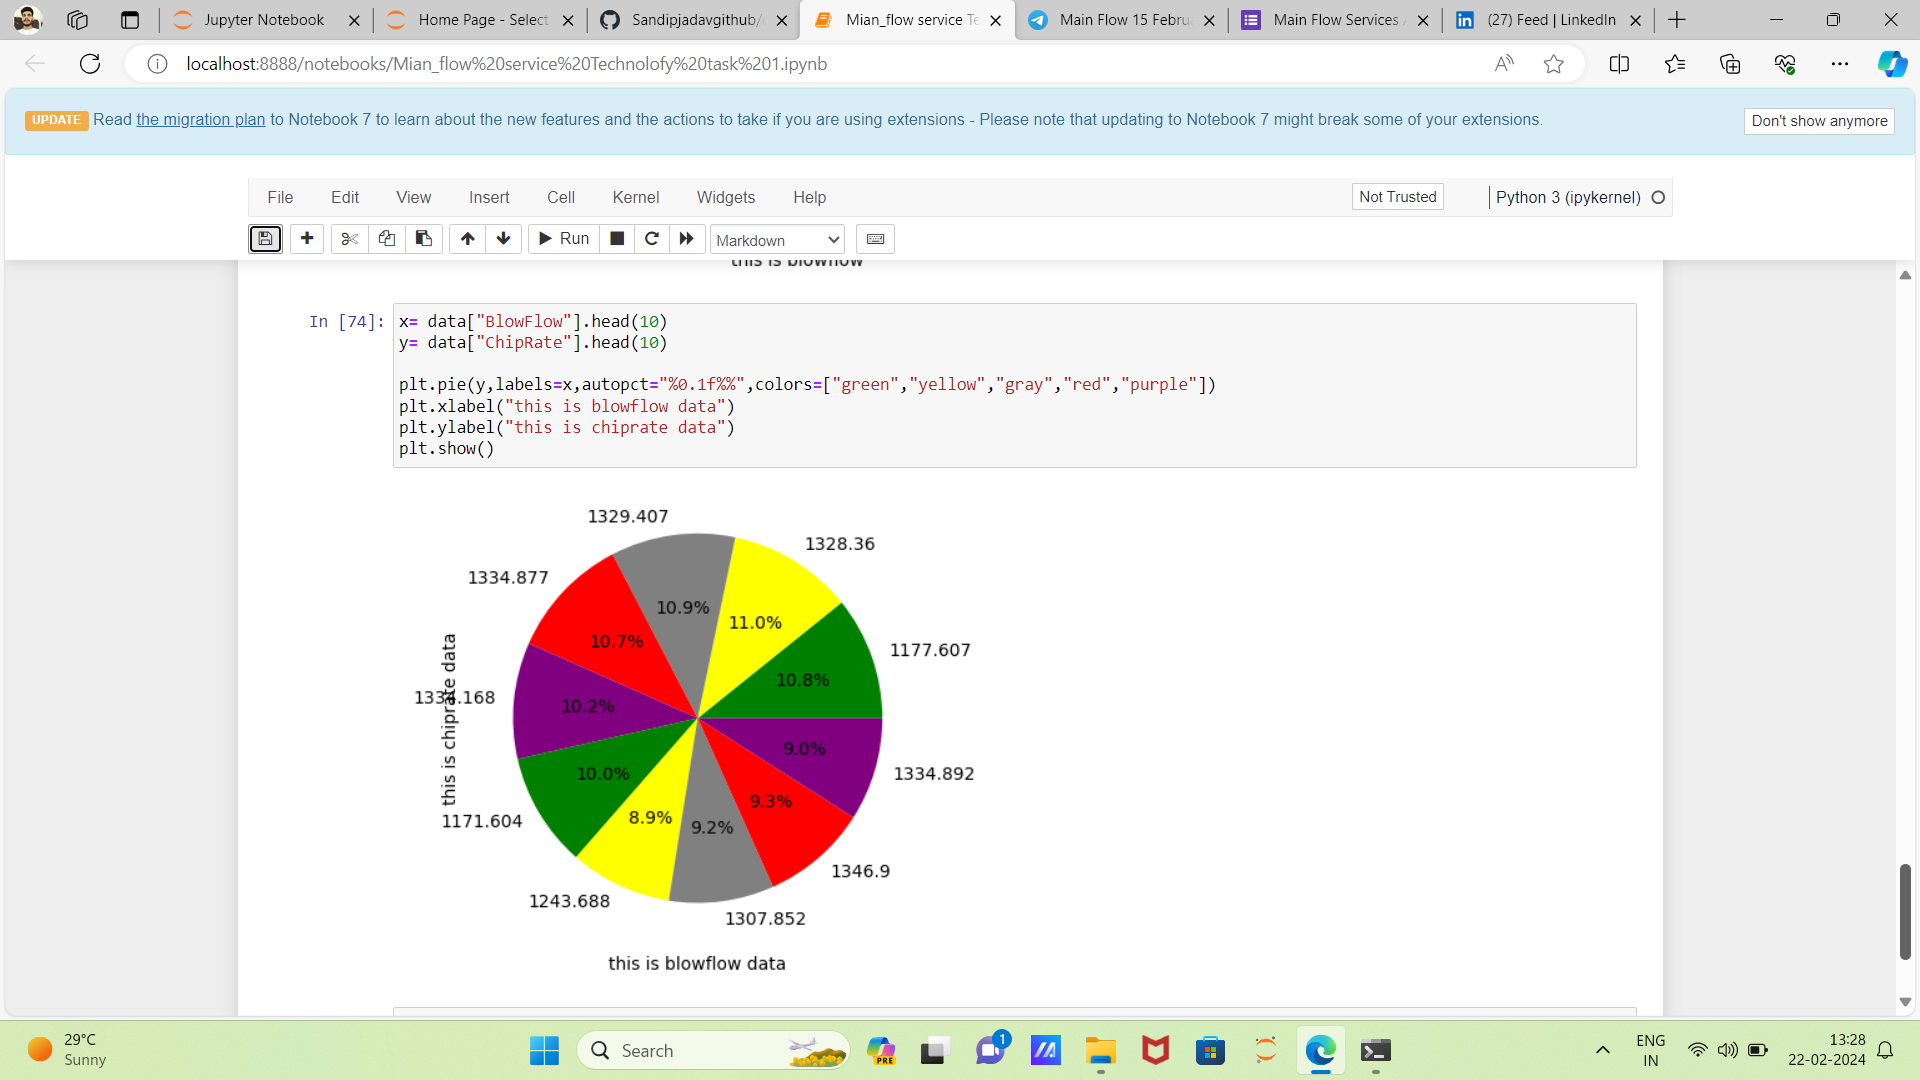 Jupyter Notebook
Home Page - Select
Sandipjadavgithub/
Mian_flow service Te
Main Flow 15 Febru
Main Flow Services
(27) Feed | LinkedIn
localhost:8888/notebooks/Mian_flow%20service%20Technolofy%20task%201.ipynb
UPDATE Read the migration plan to Notebook 7 to learn about the new features and the actions to take if you are using extensions - Please note that updating to Notebook 7 might break some of your extensions.
Don't show anymore
File Edit View Insert Cell Kernel Widgets Help
Not Trusted
Python 3 (ipykernel)
Run
Markdown
this is blowflow
In [74]:
x= data["BlowFlow"].head(10)
y= data["ChipRate"].head(10)
plt.pie(y,labels=x,autopct="%0.1f%%",colors=["green","yellow","gray","red","purple"])
plt.xlabel("this is blowflow data")
plt.ylabel("this is chiprate data")
plt.show()
1329.407
1328.36
1334.877
10.9%
11.0%
10.7%
1177.607
10.8%
this is chiprate data
1334.168
10.2%
9.0%
10.0%
1334.892
9.3%
8.9%
9.2%
1171.604
1346.9
1243.688
1307.852
this is blowflow data
29°C
Sunny
Search
PRE
1
ENG
IN
13:28
22-02-2024